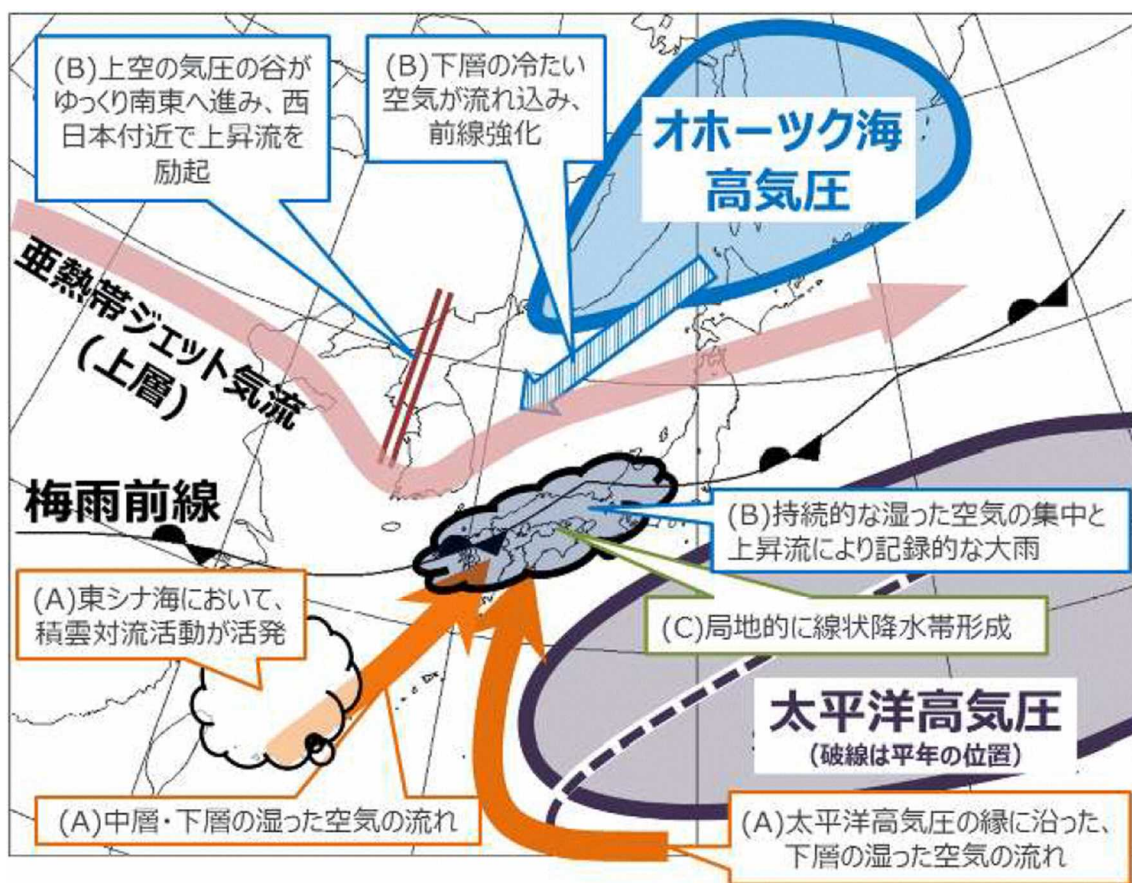 (B)上空の気圧の谷が
ゆっくり南東へ進み、西
日本付近で上昇流を
励起
(B)下層の冷たい
空気が流れ込み、
前線強化
オホーツク海
高気圧
亜熱帯ジェット気流
(上層)
梅雨前線
(B)持続的な湿った空気の集中と
上昇流により記録的な大雨
(A)東シナ海において、
積雲対流活動が活発
(C)局地的に線状降水帯形成
太平洋高気圧
(破線は平年の位置)
(A)中層・下層の湿った空気の流れ
(A)太平洋高気圧の縁に沿った、
下層の湿った空気の流れ